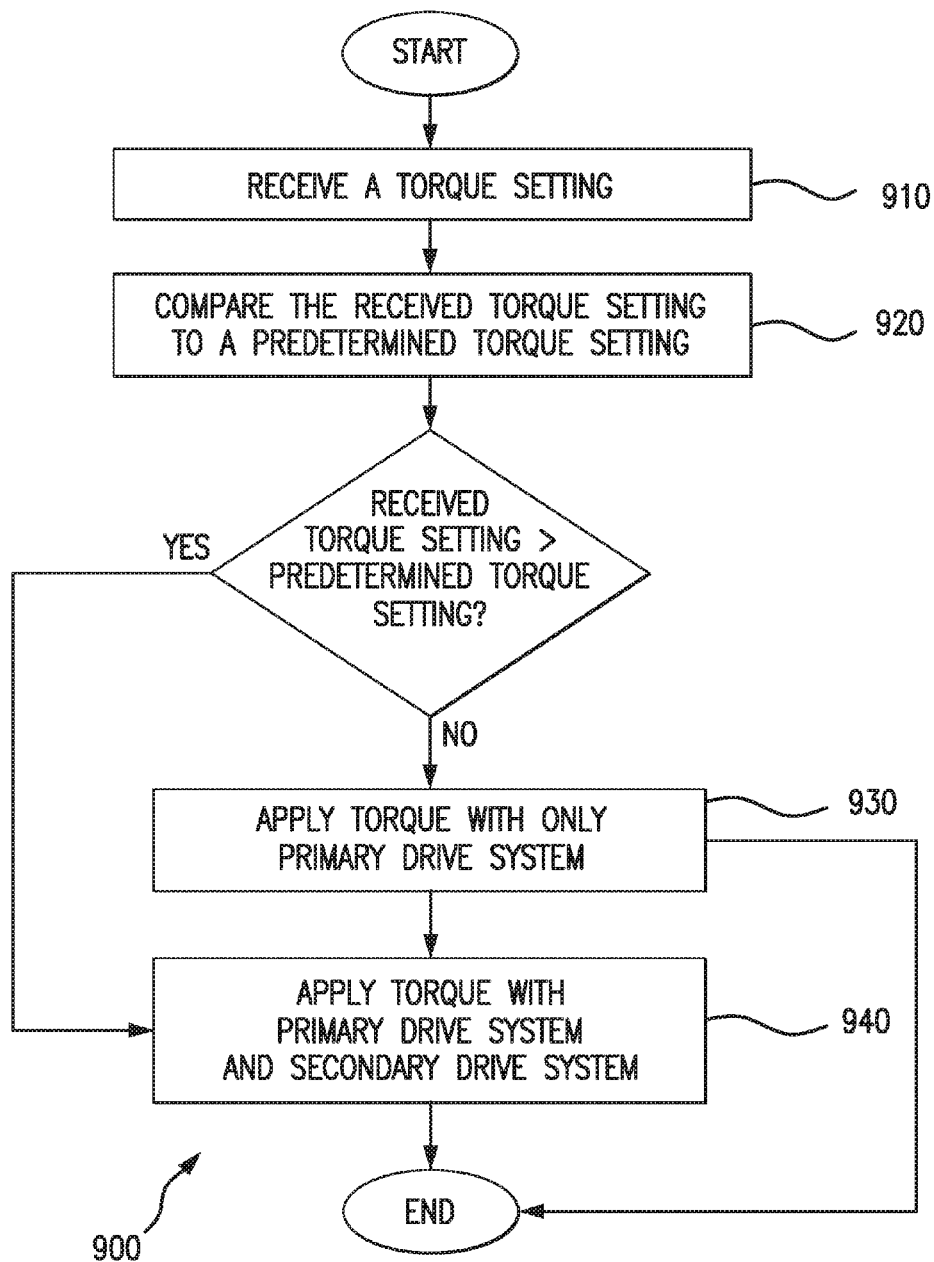 START
RECEIVE A TORQUE SETTING
910
COMPARE THE RECEIVED TORQUE SETTING
TO A PREDETERMINED TORQUE SETTING
920
RECEIVED
TORQUE SETTING >
PREDETERMINED TORQUE
SETTING?
YES
NO
APPLY TORQUE WITH ONLY
PRIMARY DRIVE SYSTEM
930
APPLY TORQUE WITH
PRIMARY DRIVE SYSTEM
AND SECONDARY DRIVE SYSTEM
940
END
900